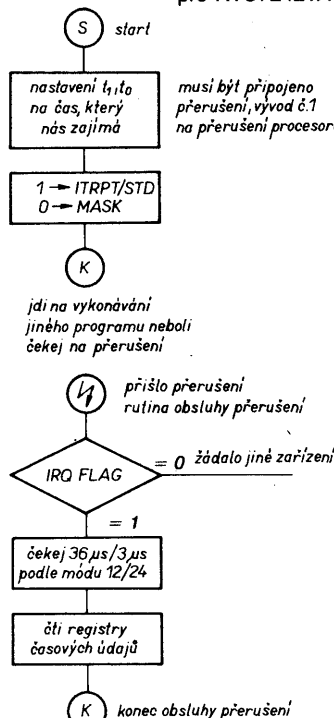 S start
nastavení t₁,t₀
na čas, který
nás zajímá
musí být připojeno
přerušení, vývod č.1
na přerušení procesor
1 → ITRPT/STD
0 → MASK
K
jdi na vykonávání
jiného programu neboli
čekej na přerušení
přišlo přerušení
rutina obsluhy přerušení
IRQ FLAG
= 0 žádalo jiné zařízení
= 1
čekej 36 µs/3 µs
podle módu 12/24
čti registry
časových údajů
K konec obsluhy přerušení